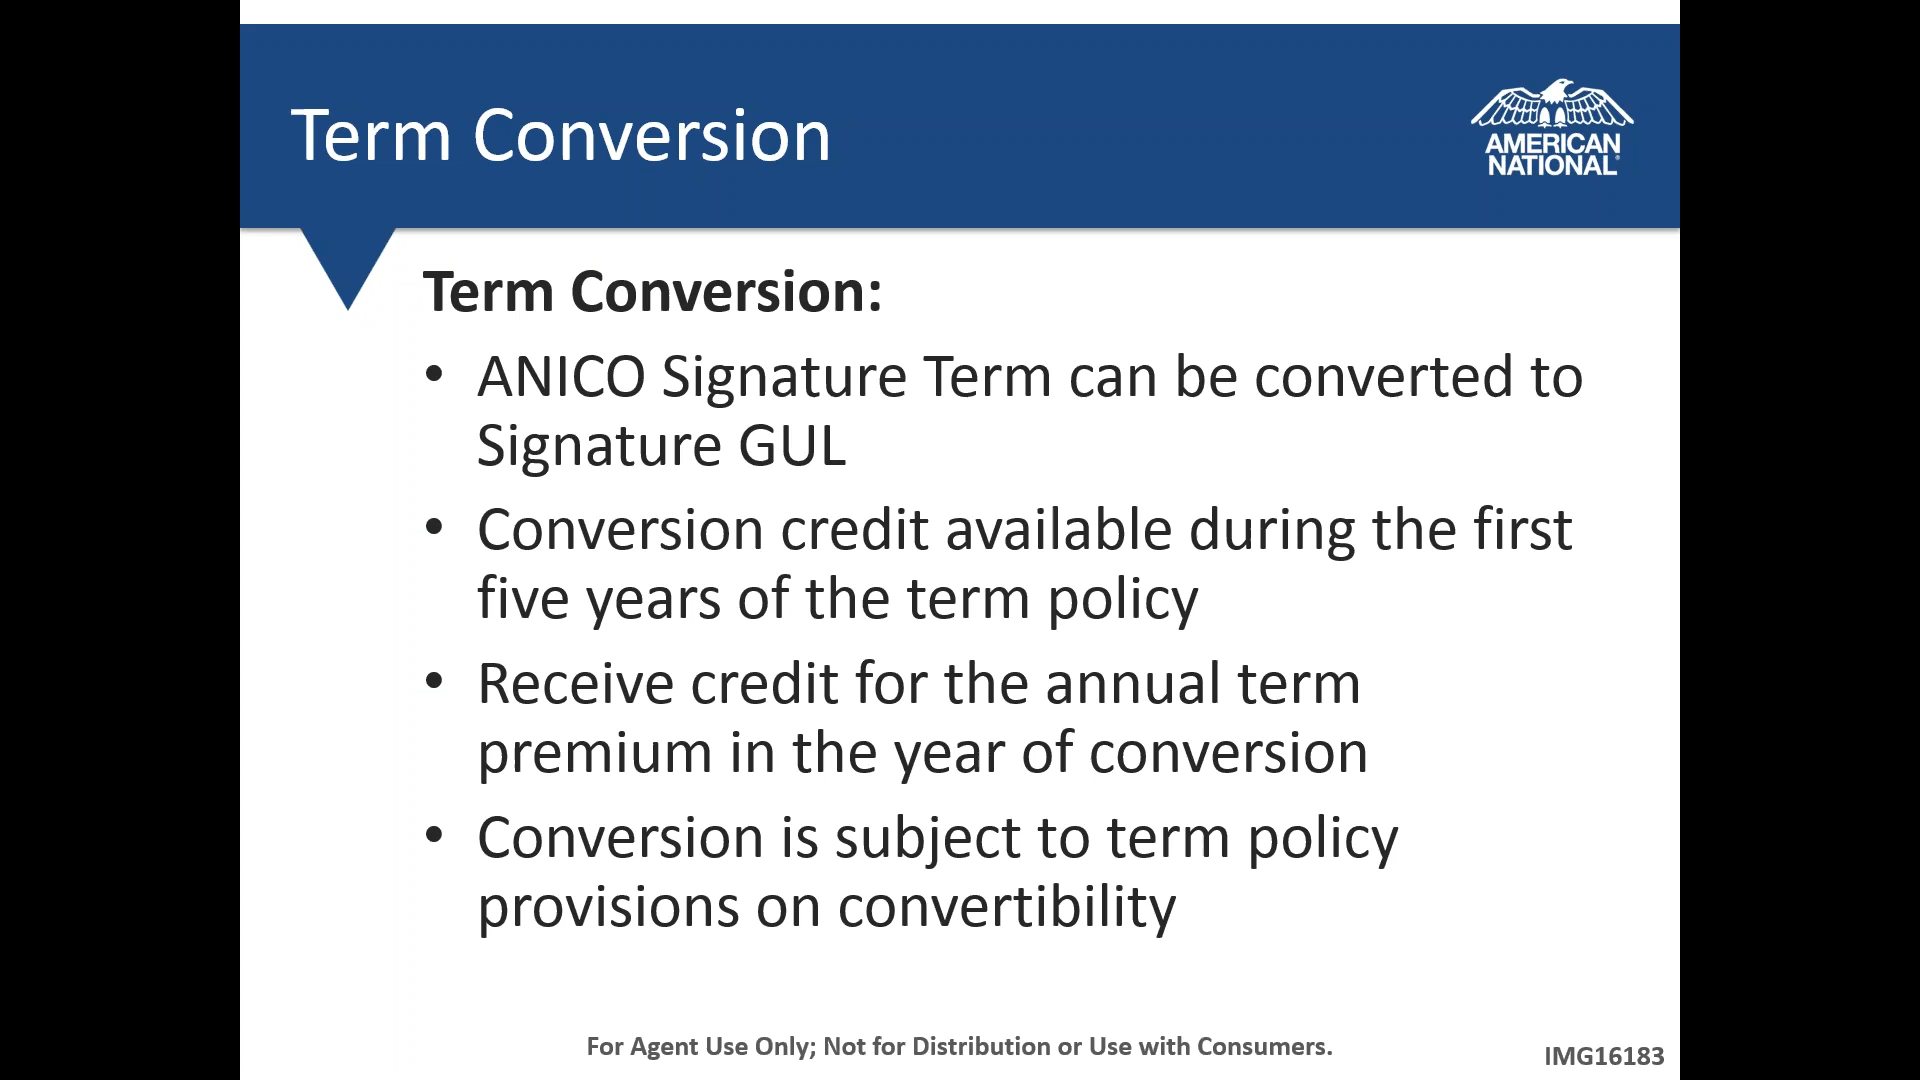 Term Conversion
AMERICAN
NATIONAL®
Term Conversion:
• ANICO Signature Term can be converted to
Signature GUL
• Conversion credit available during the first
five years of the term policy
• Receive credit for the annual term
premium in the year of conversion
• Conversion is subject to term policy
provisions on convertibility
For Agent Use Only; Not for Distribution or Use with Consumers.
IMG16183